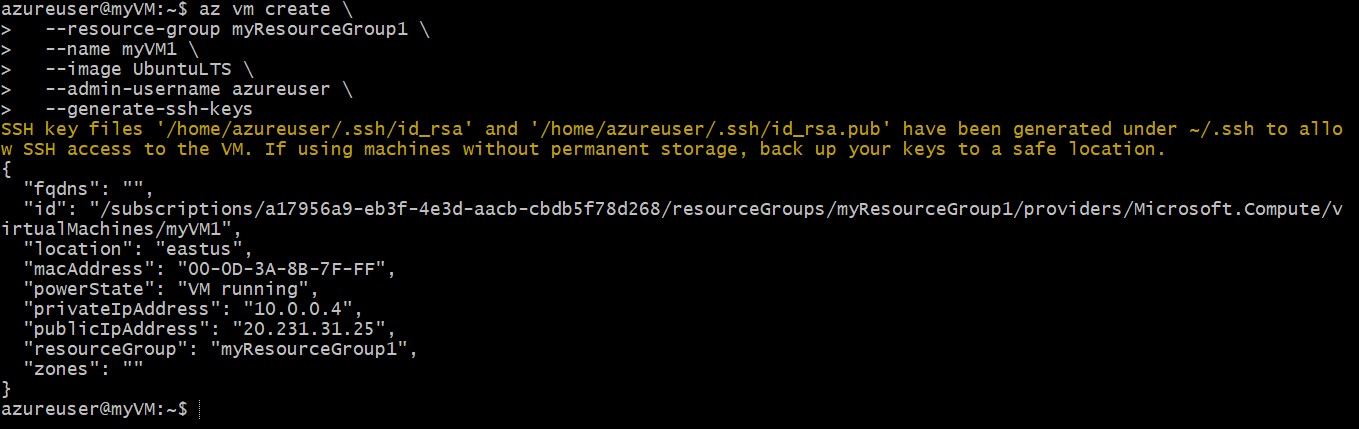 azureuser@myVM:~$ az vm create \
>   --resource-group myResourceGroup1 \
>   --name myVM1 \
>   --image UbuntuLTS \
>   --admin-username azureuser \
>   --generate-ssh-keys
SSH key files '/home/azureuser/.ssh/id_rsa' and '/home/azureuser/.ssh/id_rsa.pub' have been generated under ~/.ssh to allo
w SSH access to the VM. If using machines without permanent storage, back up your keys to a safe location.
{
  "fqdns": "",
  "id": "/subscriptions/a17956a9-eb3f-4e3d-aacb-cbdb5f78d268/resourceGroups/myResourceGroup1/providers/Microsoft.Compute/v
irtualMachines/myVM1",
  "location": "eastus",
  "macAddress": "00-0D-3A-8B-7F-FF",
  "powerState": "VM running",
  "privateIpAddress": "10.0.0.4",
  "publicIpAddress": "20.231.31.25",
  "resourceGroup": "myResourceGroup1",
  "zones": ""
}
azureuser@myVM:~$